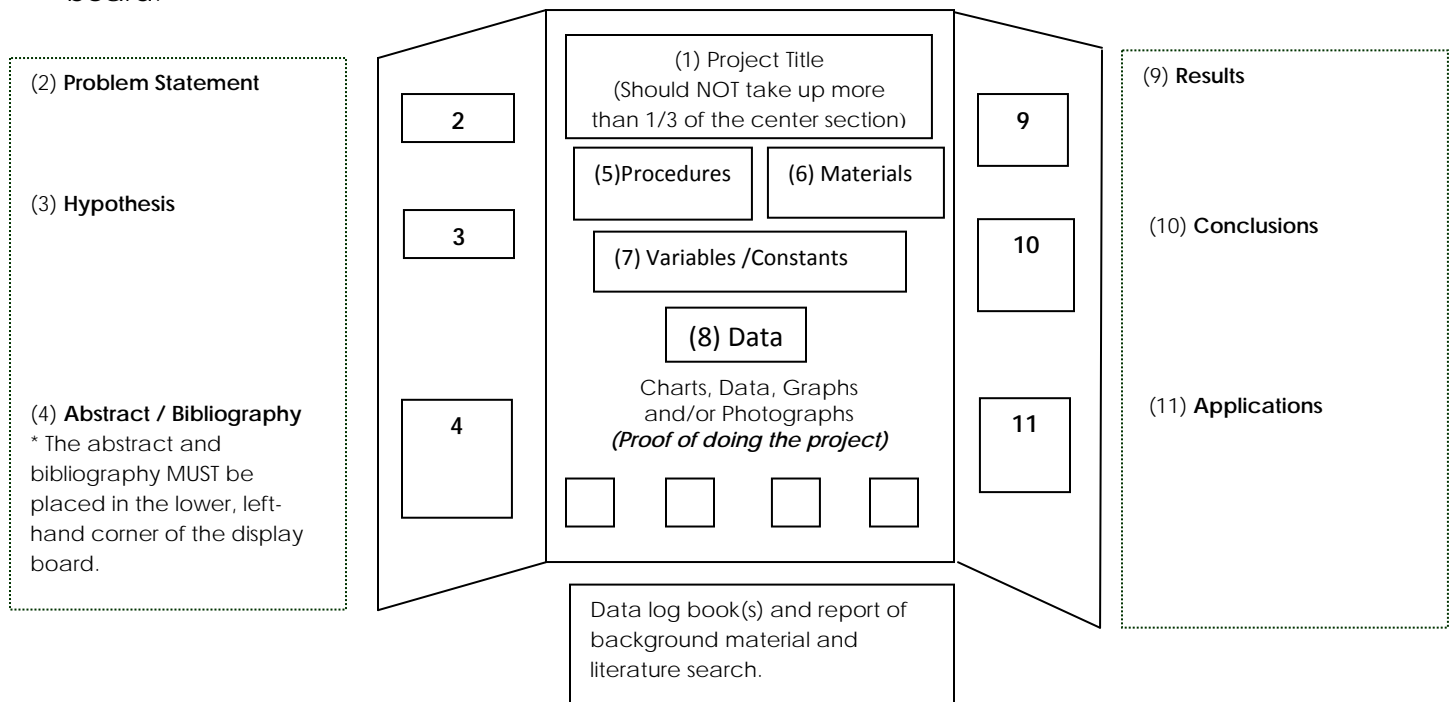 board.
(2) Problem Statement
(3) Hypothesis
(4) Abstract / Bibliography
* The abstract and
bibliography MUST be
placed in the lower, left-
hand corner of the display
board.
2
3
4
(1) Project Title
(Should NOT take up more
than 1/3 of the center section)
(5)Procedures
(6) Materials
(7) Variables /Constants
(8) Data
Charts, Data, Graphs
and/or Photographs
(Proof of doing the project)
9
10
11
(9) Results
(10) Conclusions
(11) Applications
Data log book(s) and report of
background material and
literature search.